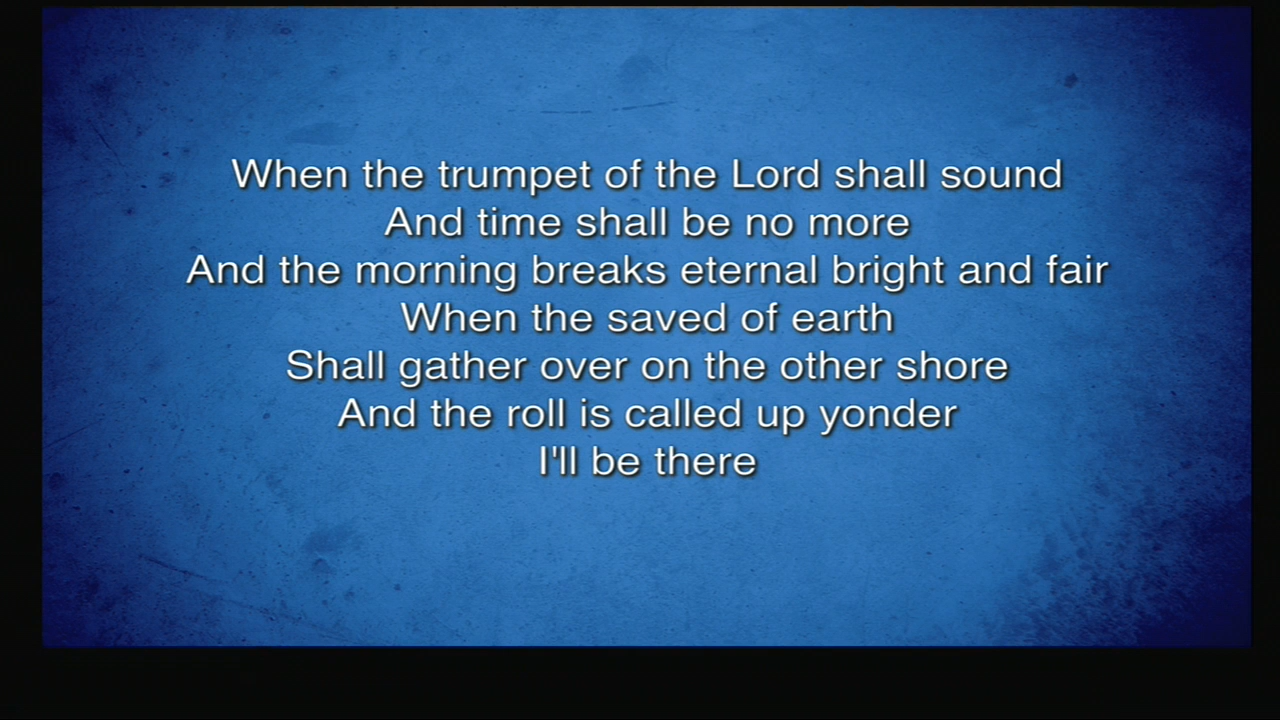 When the trumpet of the Lord shall sound
And time shall be no more
And the morning breaks eternal bright and fair
When the saved of earth
Shall gather over on the other shore
And the roll is called up yonder
I'll be there